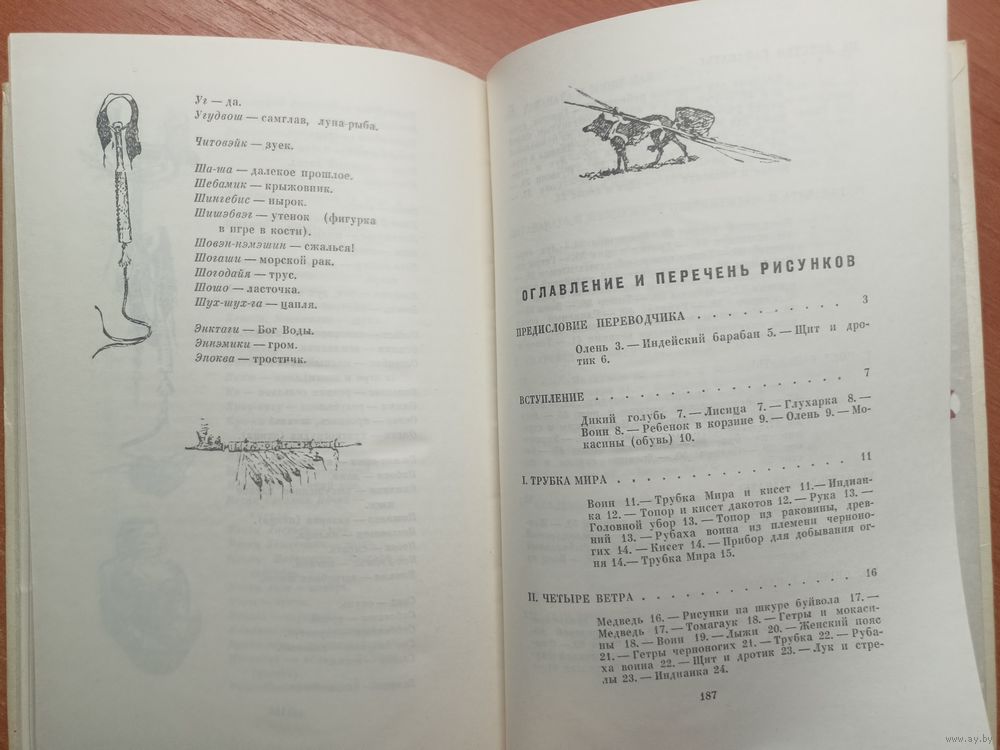 Уг — да.
Угудвош — самглав, луна-рыба.
Читовэйк — зуек.
Ша-ша — далекое прошлое.
Шебамик — крыжовник.
Шингебис — нырок.
Шишэбвэг — утенок (фигурка
в игре в кости).
Шовэн-нэмэшин — сжалься!
Шогаши — морской рак.
Шогодайя — трус.
Шошо — ласточка.
Шух-шух-га — цапля.
Энктаги — Бог Воды.
Эннэмики — гром.
Эпоква — тростник.
ОГЛАВЛЕНИЕ И ПЕРЕЧЕНЬ РИСУНКОВ
ПРЕДИСЛОВИЕ ПЕРЕВОДЧИКА . . . . . . . . . 3
Олень 3. — Индейский барабан 5. — Щит и дро-
тик 6.
ВСТУПЛЕНИЕ . . . . . . . . . . . . . . . 7
Дикий голубь 7. — Лисица 7. — Глухарка 8. —
Воин 8. — Ребенок в корзине 9. — Олень 9. — Мо-
касины (обувь) 10.
I. ТРУБКА МИРА . . . . . . . . . . . . . 11
Воин 11. — Трубка Мира и кисет 11. — Индиан-
ка 12. — Топор и кисет дакотов 12. — Рука 13. —
Головной убор 13. — Топор из раковины, древ-
ний 13. — Рубаха воина из племени черноно-
гих 14. — Кисет 14. — Прибор для добывания ог-
ня 14. — Трубка Мира 15.
II. ЧЕТЫРЕ ВЕТРА . . . . . . . . . . . . 16
Медведь 16. — Рисунки на шкуре буйвола 17. —
Медведь 17. — Томагаук 18. — Гетры и мокаси-
ны 18. — Воин 19. — Лыжи 20. — Женский пояс
21. — Гетры черноногих 21. — Трубка 22. — Руба-
ха воина 22. — Щит и дротик 23. — Лук и стре-
лы 23. — Индианка 24.
187
www.ay.by